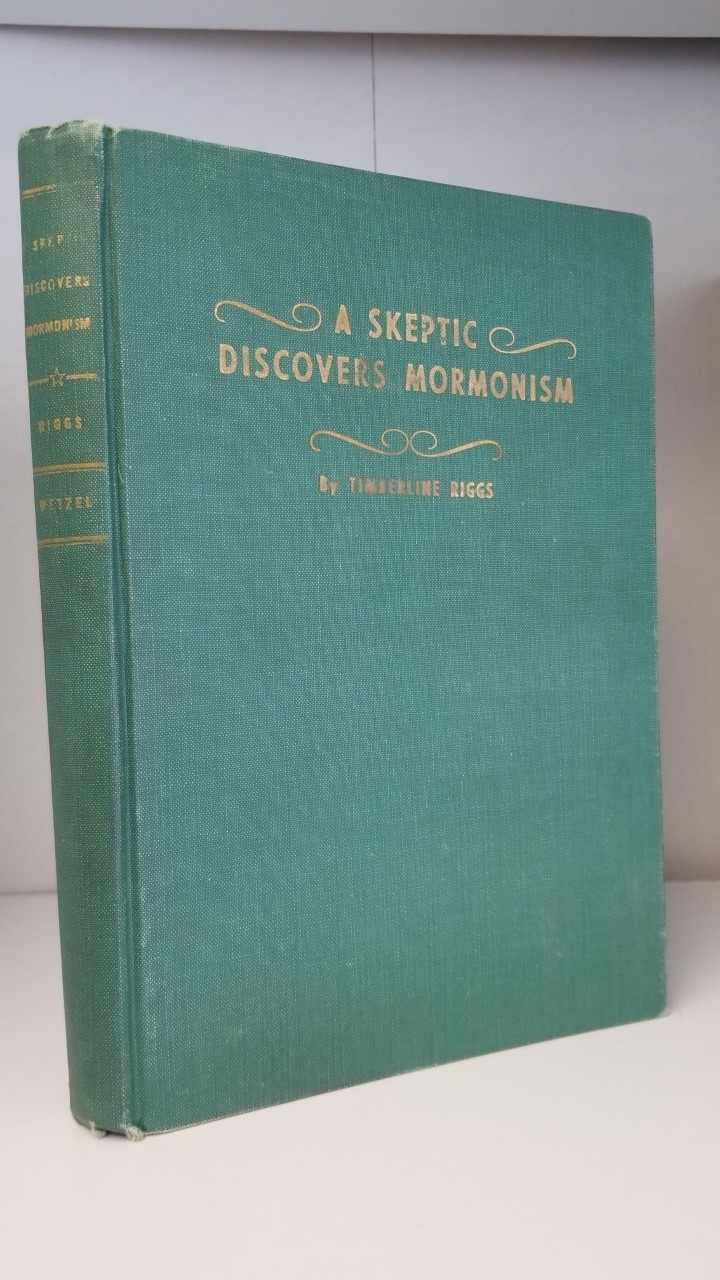 A SKEPTIC
DISCOVERS MORMONISM
By TIMBERLINE RIGGS
DISCOVERS
MORMONISM
RIGGS
WETZEL